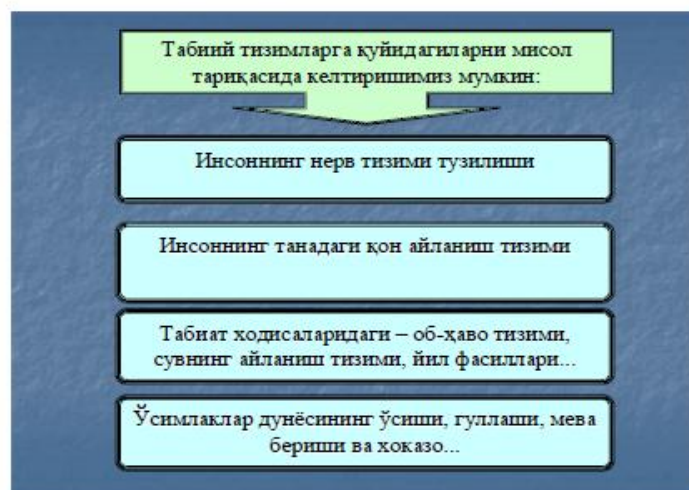 Табиий тизимларга қуйидагиларни мисол
тариқасида келтиришимиз мумкин:
Инсоннинг нерв тизими тузилиши
Инсоннинг танадаги қон айланиш тизими
Табиат ходисаларидаги – об-ҳаво тизими,
сувнинг айланиш тизими, йил фасиллари...
Ўсимлаклар дунёсининг ўсиши, гуллаши, мева
бериши ва хоказо...